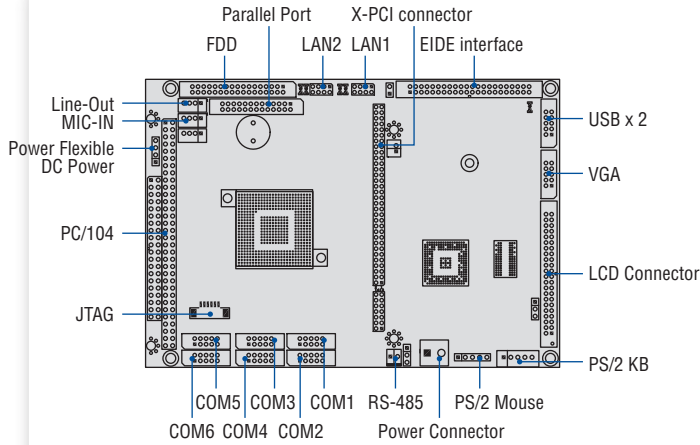 Parallel Port
X-PCI connector
FDD
LAN2
LAN1
EIDE interface
Line-Out
MIC-IN
Power Flexible
DC Power
PC/104
JTAG
USB x 2
VGA
LCD Connector
PS/2 KB
COM5
COM3
COM1
RS-485
PS/2 Mouse
COM6
COM4
COM2
Power Connector